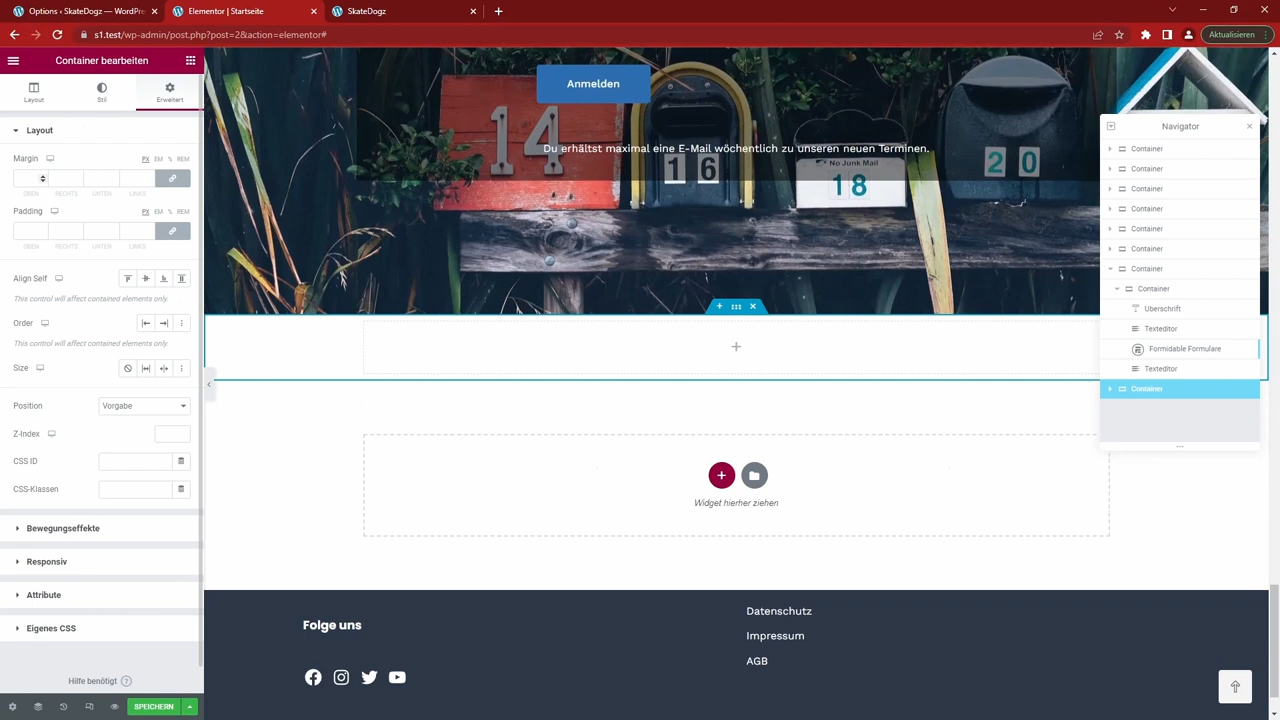 Options ‹ SkateDogz — WordPre
Elementor | Startseite
SkateDogz
s1.test/wp-admin/post.php?post=2&action=elementor#
Aktualisieren
Container bearbeiten
Layout
Stil
Erweitert
Layout
Margin
PX EM % REM
OBEN RECHTS UNTEN LINKS
Padding
PX EM % REM
OBEN RECHTS UNTEN LINKS
Align Self
This control will affect contained elements only.
Order
This control will affect contained elements only.
Size
Position
Vorgabe
Z-Index
CSS ID
CSS-Klassen
Bewegungseffekte
Responsiv
Attribute
Eigenes CSS
Hilfe benötigt ?
SPEICHERN
Anmelden
14
Du erhältst maximal eine E-Mail wöchentlich zu unseren neuen Terminen.
16
No Junk Mail
18
20
Widget hierher ziehen
Folge uns
Datenschutz
Impressum
AGB
Navigator
Container
Container
Container
Container
Container
Container
Container
Container
Überschrift
Texteditor
Formidable Formulare
Texteditor
Container